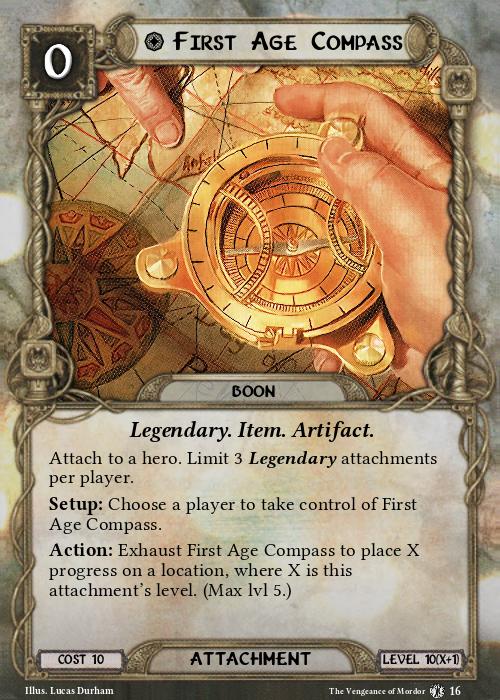 0
First Age Compass
BOON
Legendary. Item. Artifact.
Attach to a hero. Limit 3 Legendary attachments
per player.
Setup: Choose a player to take control of First
Age Compass.
Action: Exhaust First Age Compass to place X
progress on a location, where X is this
attachment's level. (Max lvl 5.)
COST 10
ATTACHMENT
LEVEL 10(X+1)
Illus. Lucas Durham
The Vengeance of Mordor
16